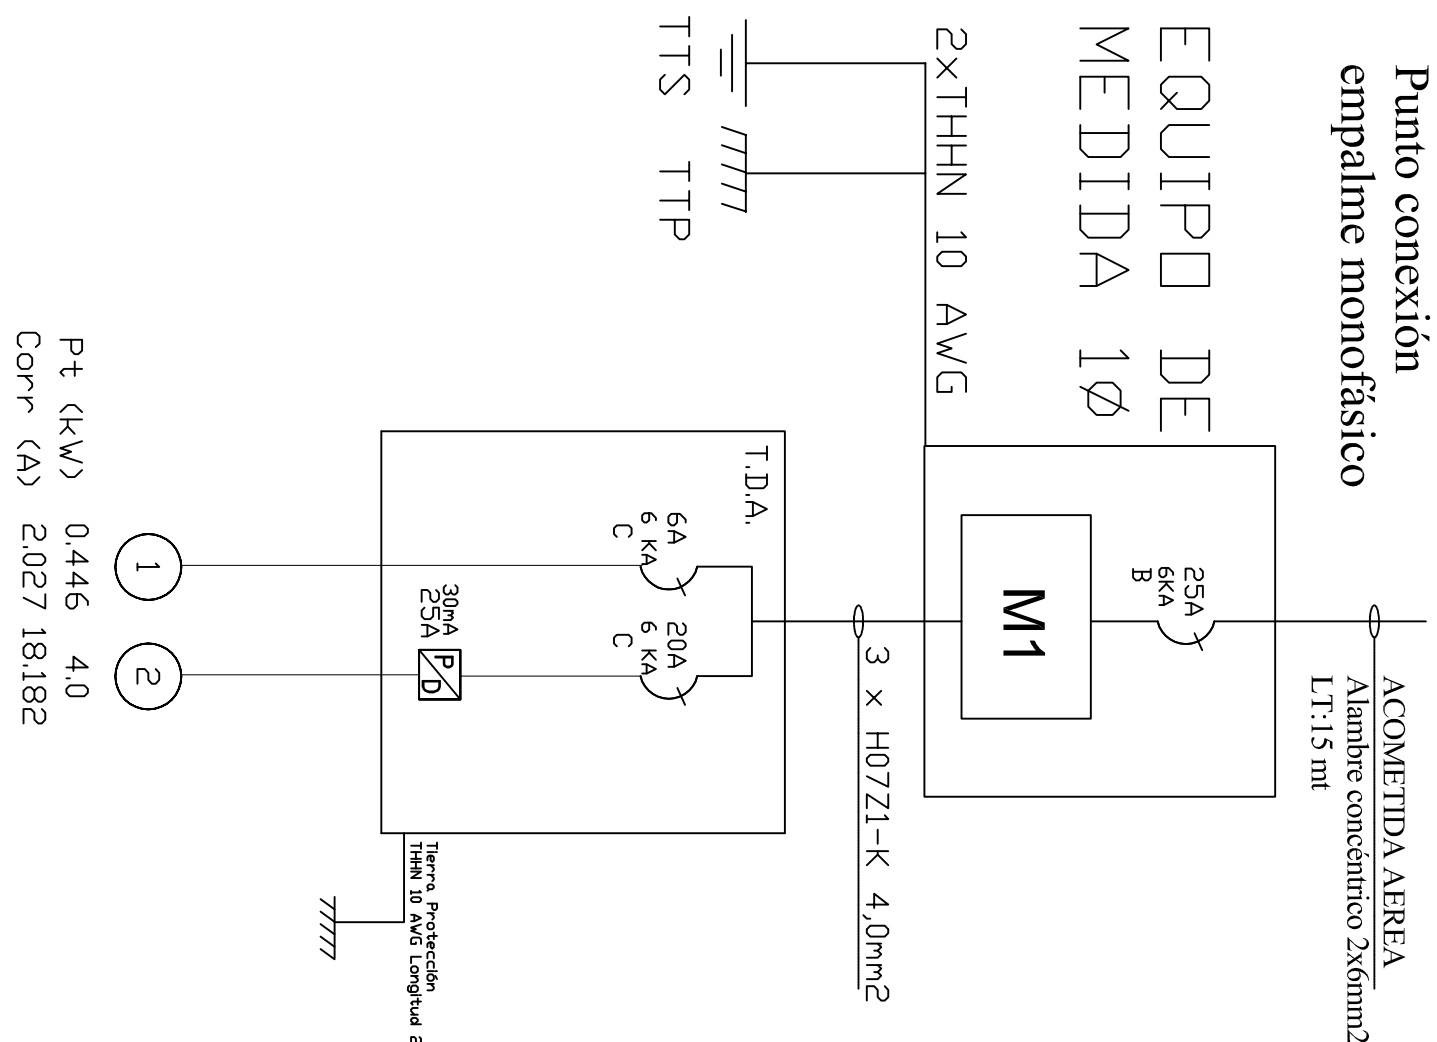 Punto conexión
empalme monofásico
EQUIPO DE
MEDIDA 1Ø
2xTHHN 10 AWG
TTS
TTP
ACOMETIDA AEREA
Alambre concéntrico 2x6mm2
LT:15 mt
25A
6KA
B
M1
3 x H07Z1-K 4,0mm2
T.D.A.
6A
6 KA
C
20A
6 KA
C
30mA
25A
P/D
1
2
Pt (kW) 0.446 4.0
Corr (A) 2.027 18.182
Tierra Protección
THHN 10 AWG Longitud